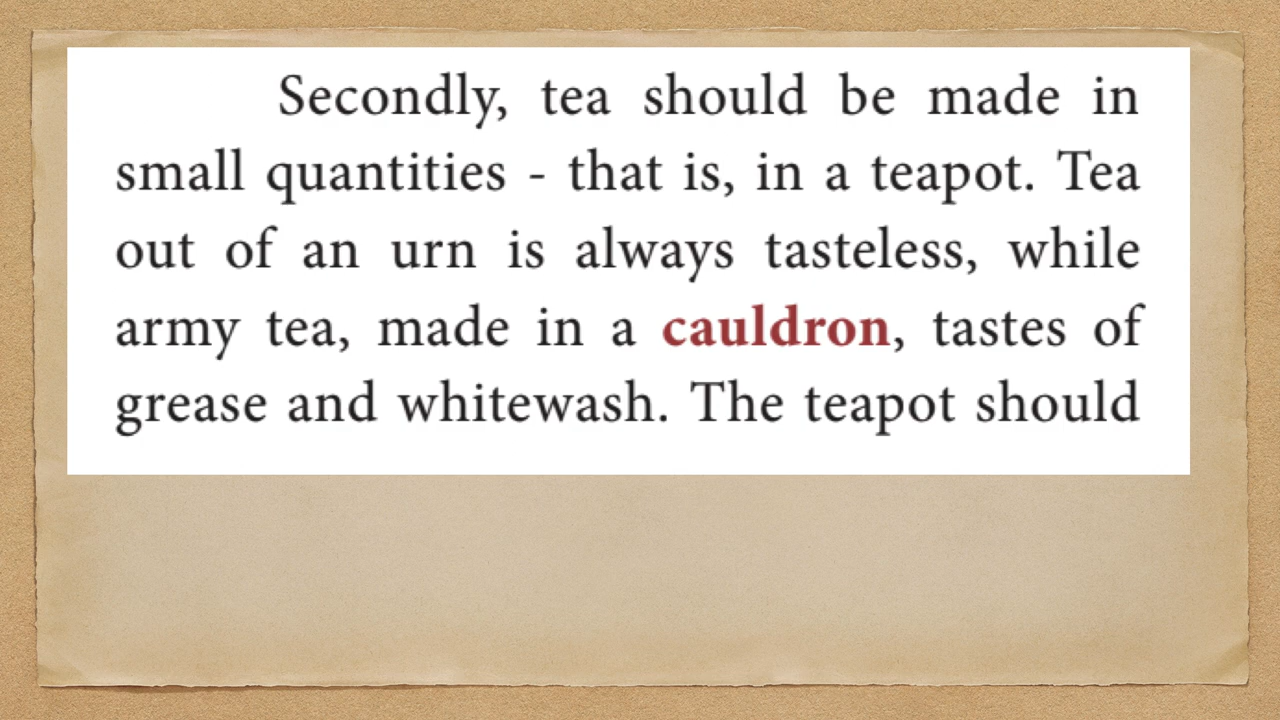 Secondly, tea should be made in
small quantities - that is, in a teapot. Tea
out of an urn is always tasteless, while
army tea, made in a cauldron, tastes of
grease and whitewash. The teapot should